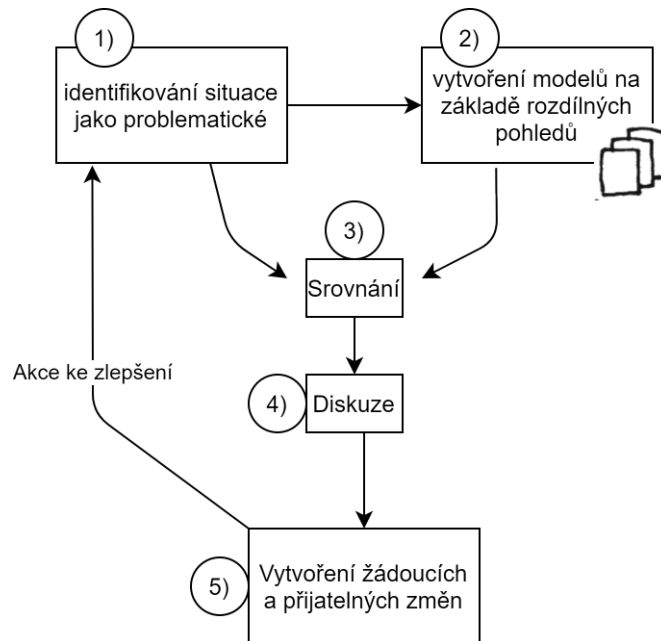 1)
identifikování situace
jako problematické
2)
vytvoření modelů na
základě rozdílných
pohledů
3)
Srovnání
Akce ke zlepšení
4)
Diskuze
5)
Vytvoření žádoucích
a přijatelných změn